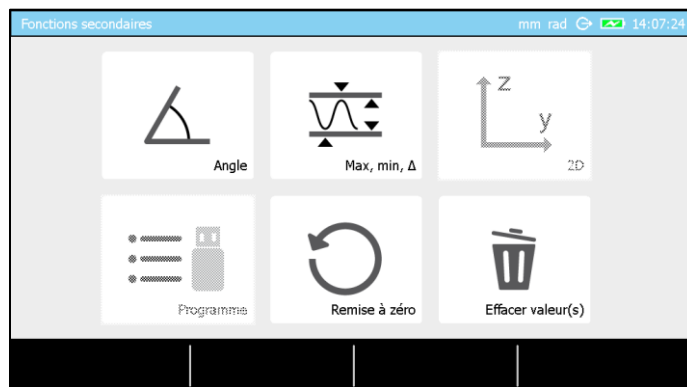 Fonctions secondaires
mm rad 14:07:24
Angle
Max, min, Δ
z
y
2D
Programme
Remise à zéro
Effacer valeur(s)